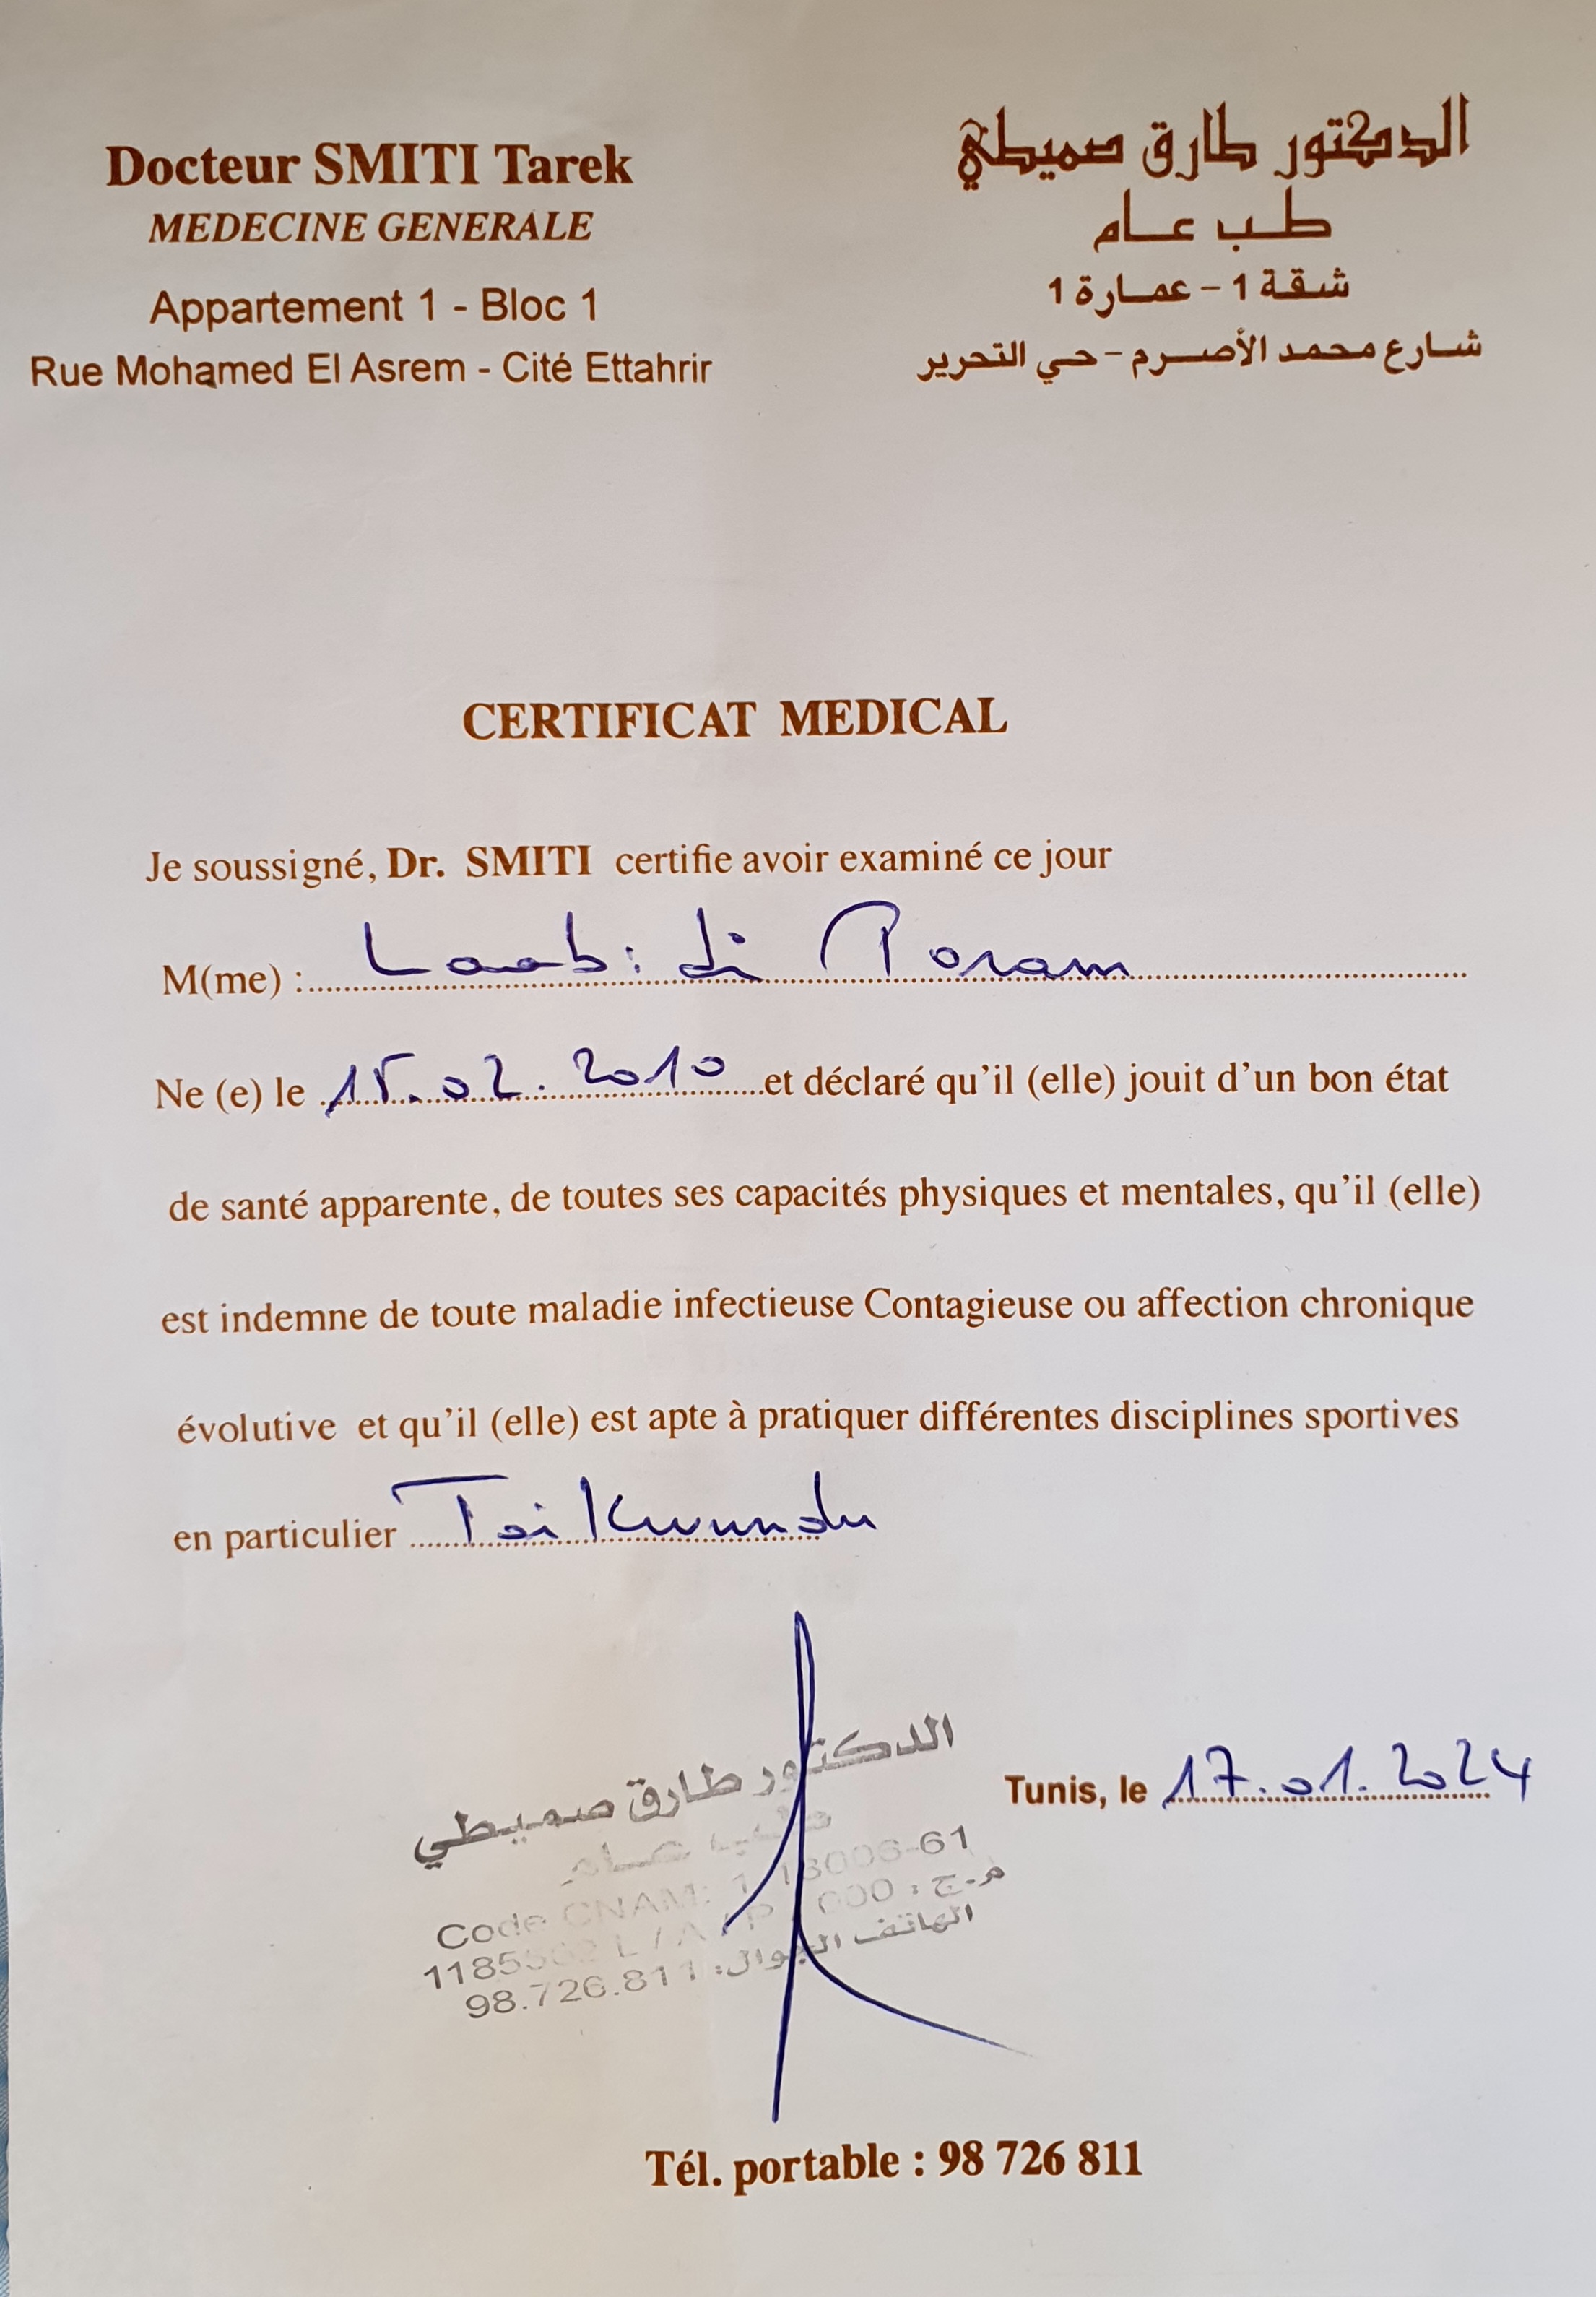 Docteur SMITI Tarek
MEDECINE GENERALE
Appartement 1 - Bloc 1
Rue Mohamed El Asrem - Cité Ettahrir
الدكتور طارق صميطي
طب عام
شقة 1 - عمارة 1
شارع محمد الأصرم - حي التحرير
CERTIFICAT MEDICAL
Je soussigné, Dr. SMITI certifie avoir examiné ce jour
M(me) : Laabidi
Ne (e) le 15.02.2010 et déclaré qu'il (elle) jouit d'un bon état
de santé apparente, de toutes ses capacités physiques et mentales, qu'il (elle)
est indemne de toute maladie infectieuse Contagieuse ou affection chronique
évolutive et qu'il (elle) est apte à pratiquer différentes disciplines sportives
en particulier
Tunis, le 17.01.2024
الدكتور طارق صميطي
طب عام
Code CNAM:
م.ج :
الهاتف الجوال: 98.726.811
Tél. portable : 98 726 811